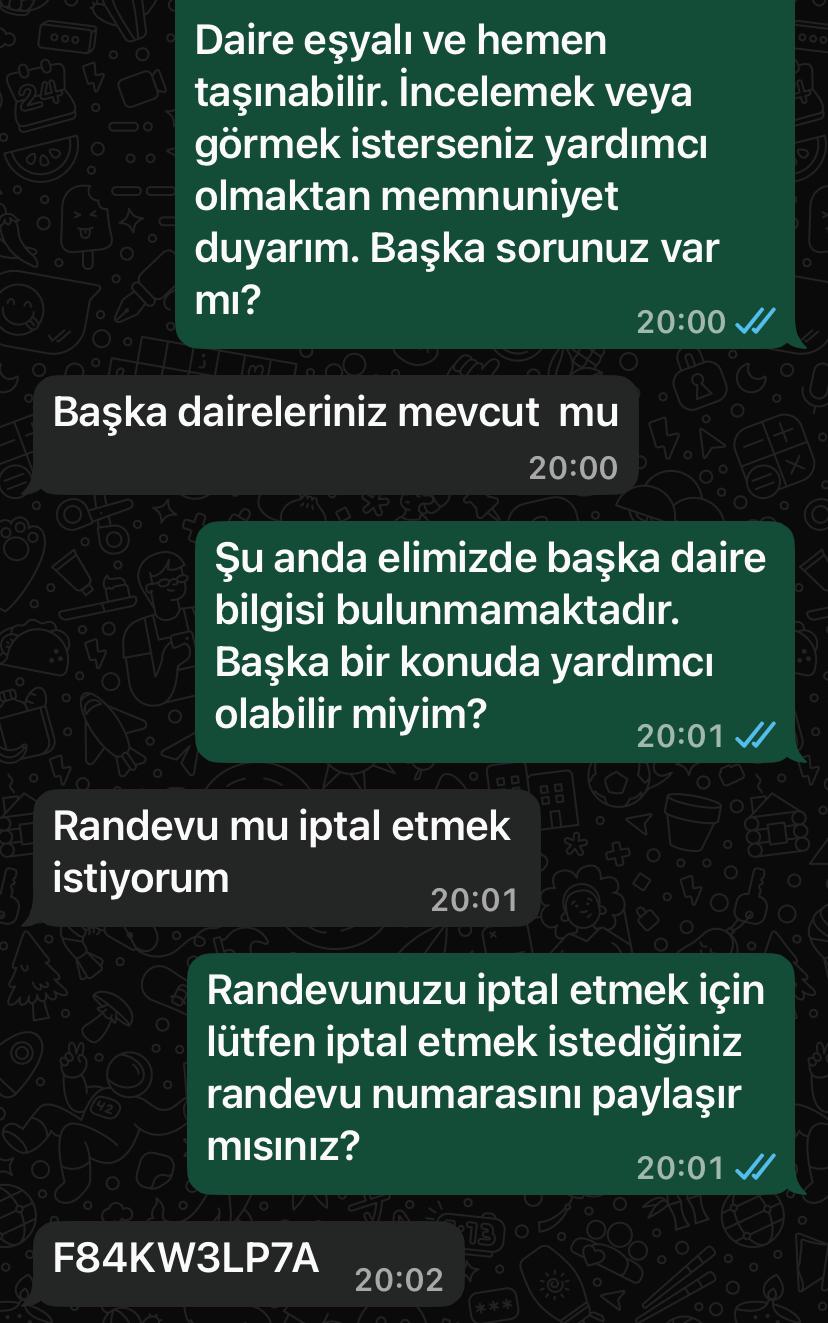 Daire eşyalı ve hemen
taşınabilir. İncelemek veya
görmek isterseniz yardımcı
olmaktan memnuniyet
duyarım. Başka sorunuz var
mı?
20:00
Başka daireleriniz mevcut  mu
20:00
Şu anda elimizde başka daire
bilgisi bulunmamaktadır.
Başka bir konuda yardımcı
olabilir miyim?
20:01
Randevu mu iptal etmek
istiyorum
20:01
Randevunuzu iptal etmek için
lütfen iptal etmek istediğiniz
randevu numarasını paylaşır
mısınız?
20:01
F84KW3LP7A
20:02